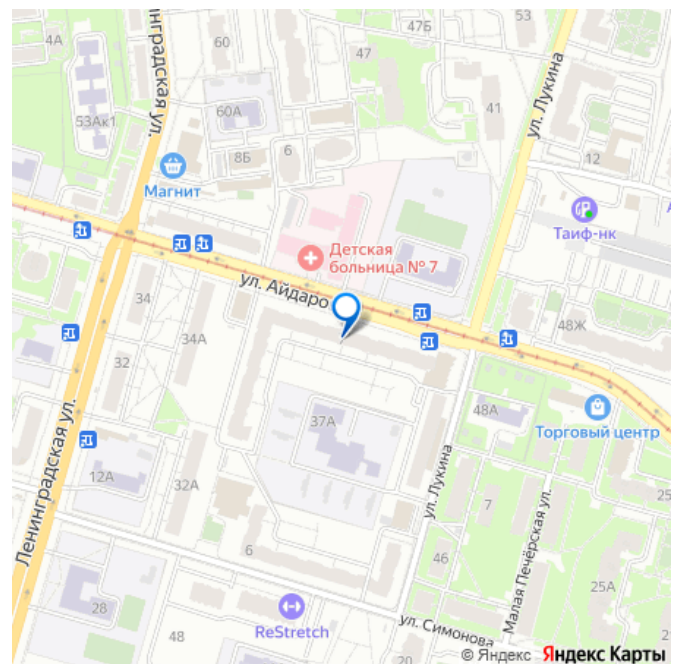 4А
60
47Б
53
47
53Ак1
60А
41
8Б
6
12
Магнит
Ленинградская ул.
ул. Лукина
Таиф-нк
Детская
больница № 7
ул. Айдаро
34
34А
32
48Ж
37А
48А
Торговый центр
12А
32А
Ленинградская ул.
ул. Лукина
7
25
46
Малая Печёрская ул.
25А
6
28
48
ReStretch
ул. Симонова
20
© Яндекс Яндекс Карты